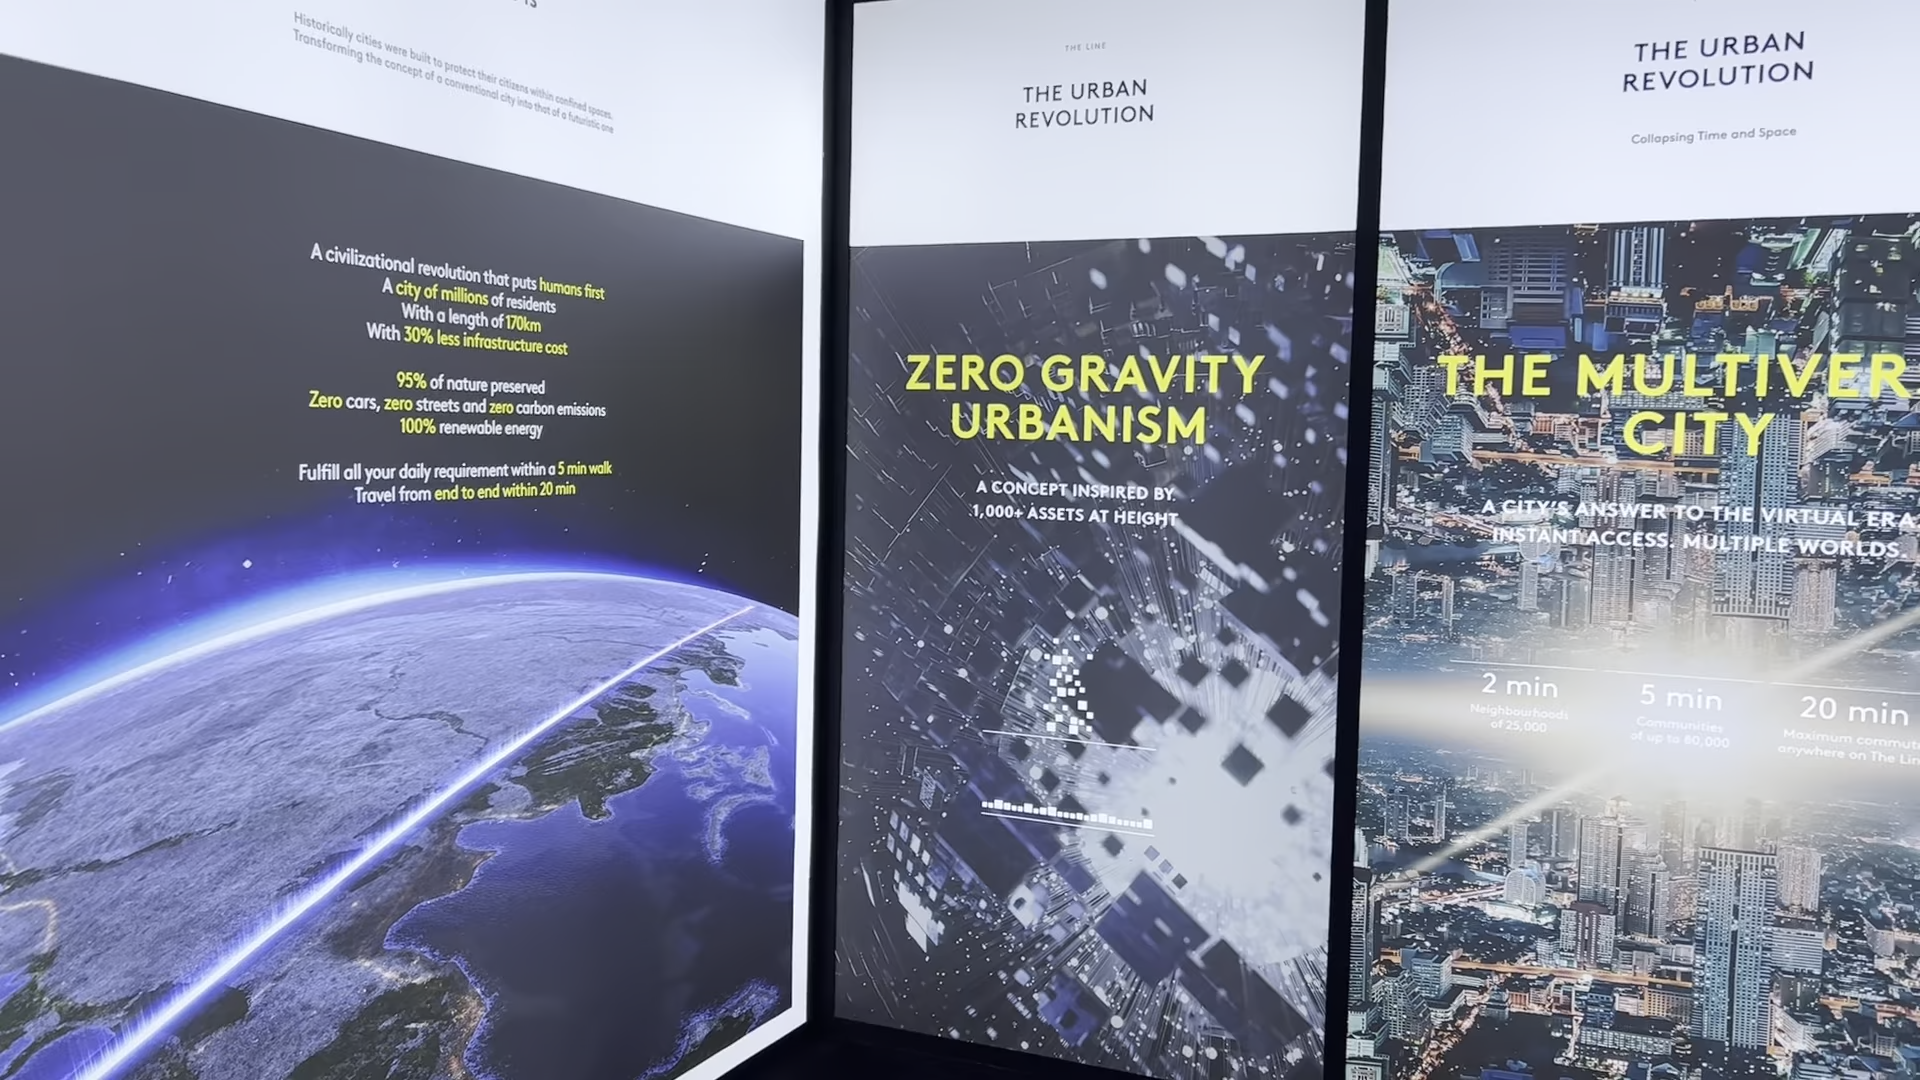 Historically cities were built to protect their citizens within confined spaces.
Transforming the concept of a conventional city into that of a futuristic one
A civilizational revolution that puts humans first
A city of millions of residents
With a length of 170km
With 30% less infrastructure cost
95% of nature preserved
Zero cars, zero streets and zero carbon emissions
100% renewable energy
Fulfill all your daily requirement within a 5 min walk
Travel from end to end within 20 min
THE LINE
THE URBAN
REVOLUTION
ZERO GRAVITY
URBANISM
A CONCEPT INSPIRED BY
1,000+ ASSETS AT HEIGHT
THE URBAN
REVOLUTION
Collapsing Time and Space
THE MULTIVER
CITY
A CITY'S ANSWER TO THE VIRTUAL ERA
INSTANT ACCESS. MULTIPLE WORLDS.
2 min
Neighbourhoods
of 25,000
5 min
Communities
of up to 80,000
20 min
Maximum commut
anywhere on The Lin